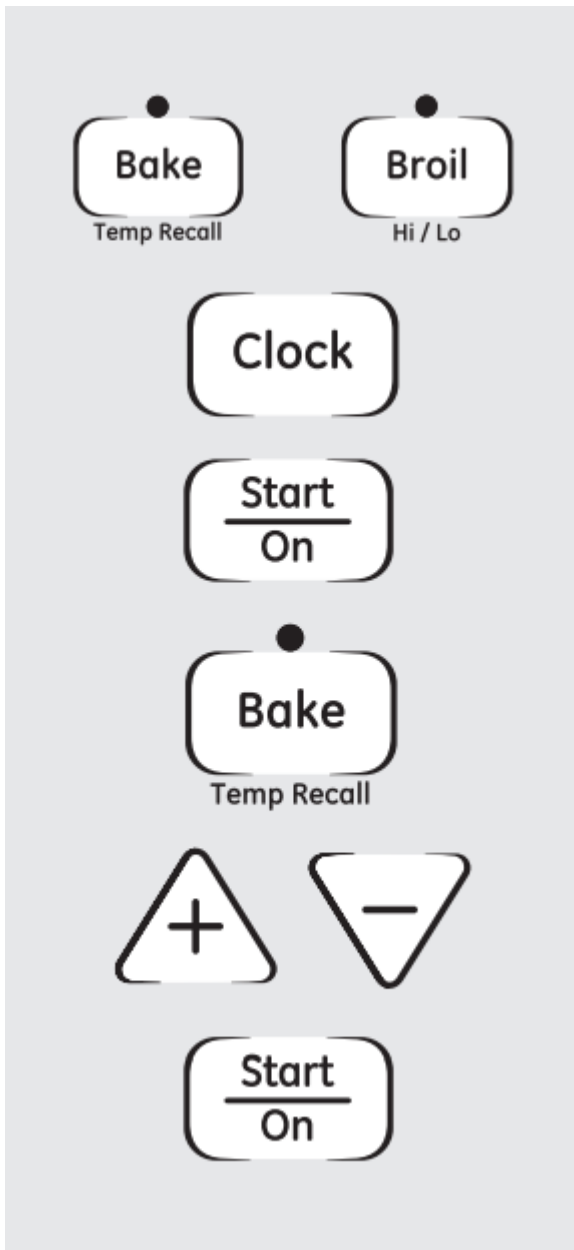 Bake
Broil
Temp Recall
Hi / Lo
Clock
Start
On
Bake
Temp Recall
+
−
Start
On